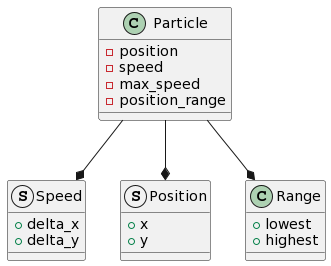 C Particle
position
speed
max_speed
position_range
S Speed
delta_x
delta_y
S Position
x
y
C Range
lowest
highest